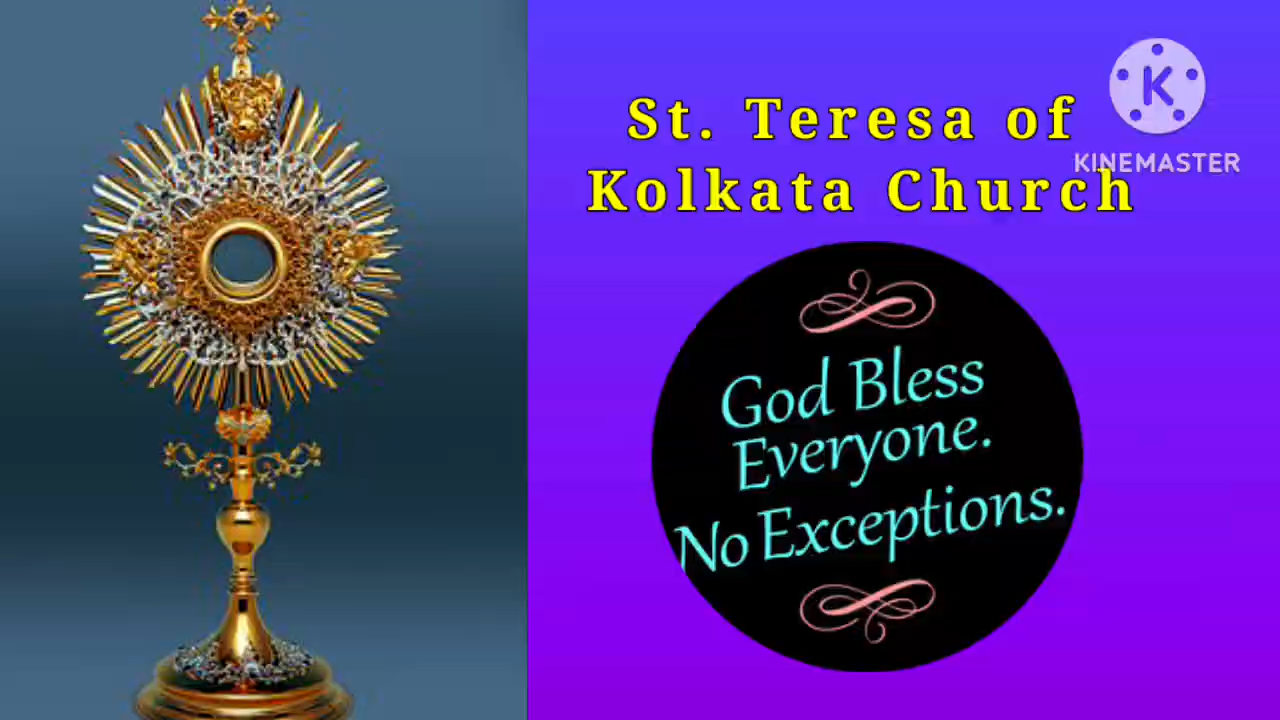 St. Teresa of
Kolkata Church
K
KINEMASTER
God Bless
Everyone.
No Exceptions.